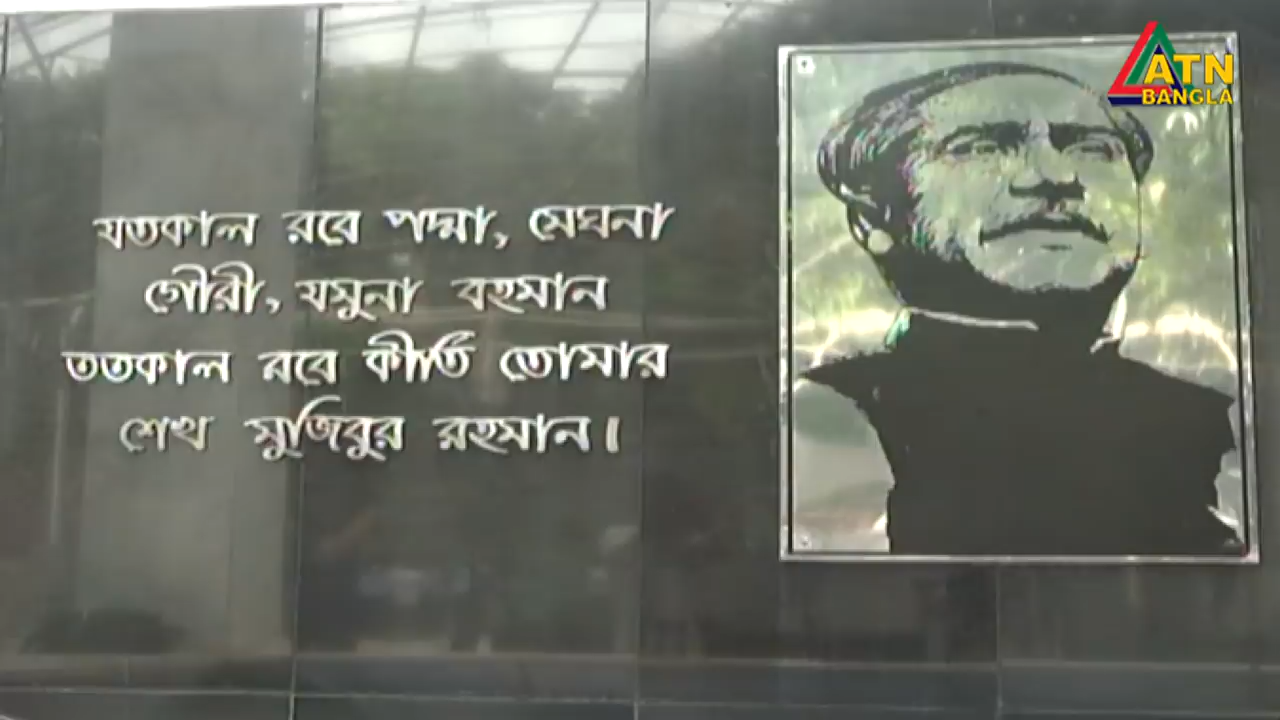 যতকাল রবে পদ্মা, মেঘনা
গৌরী, যমুনা বহমান
ততকাল রবে কীর্তি তোমার
শেখ মুজিবুর রহমান।
ATN
BANGLA